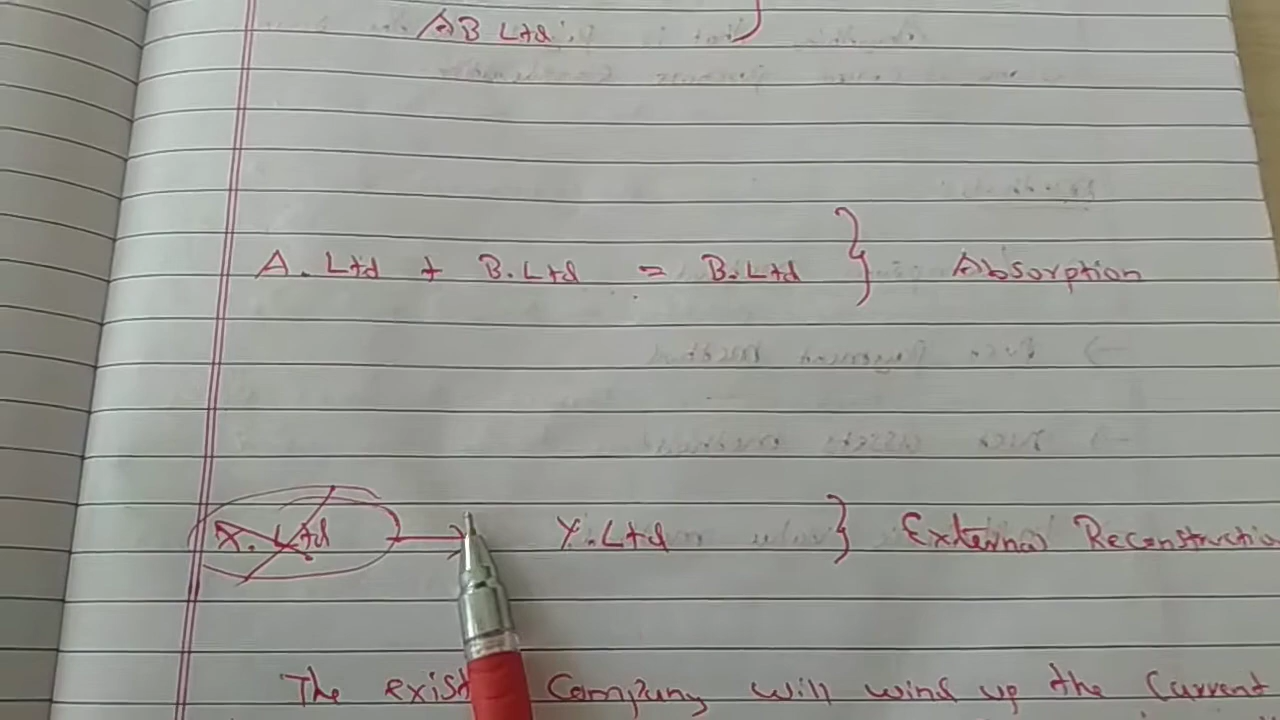 AB Ltd
A. Ltd + B. Ltd = B. Ltd } Absorption
X. Ltd → Y. Ltd } External Reconstructio
The exist Company will wind up the current